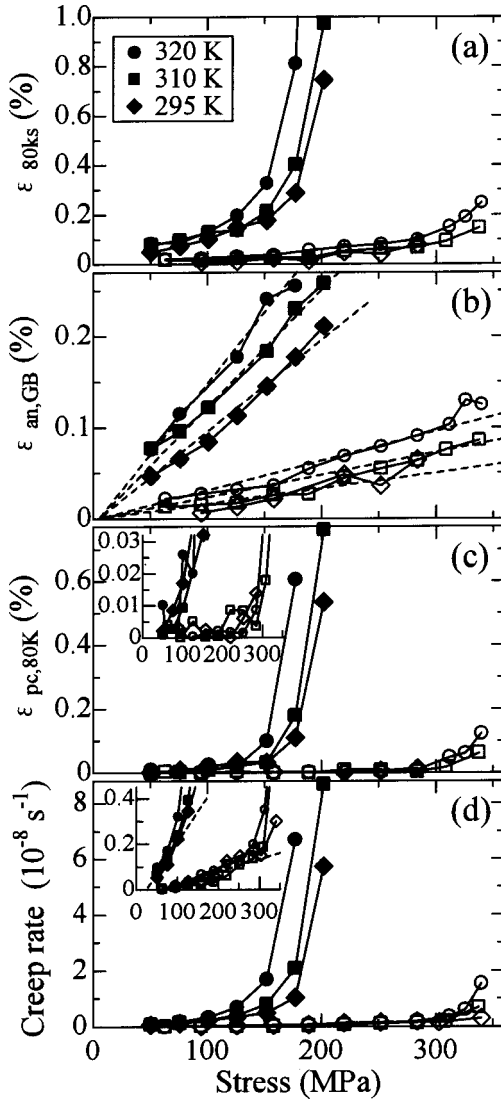 1.0
0.8
0.6
0.4
0.2
0.0
ε 80ks (%)
320 K
310 K
295 K
(a)
0.2
0.1
0
ε an,GB (%)
(b)
0.6
0.4
0.2
0
ε pc,80K (%)
(c)
0.03
0.02
0.01
0
0 100 200 300
8
6
4
2
0
Creep rate (10-8 s-1)
(d)
0.4
0.2
0
100 200 300
0 100 200 300
Stress (MPa)